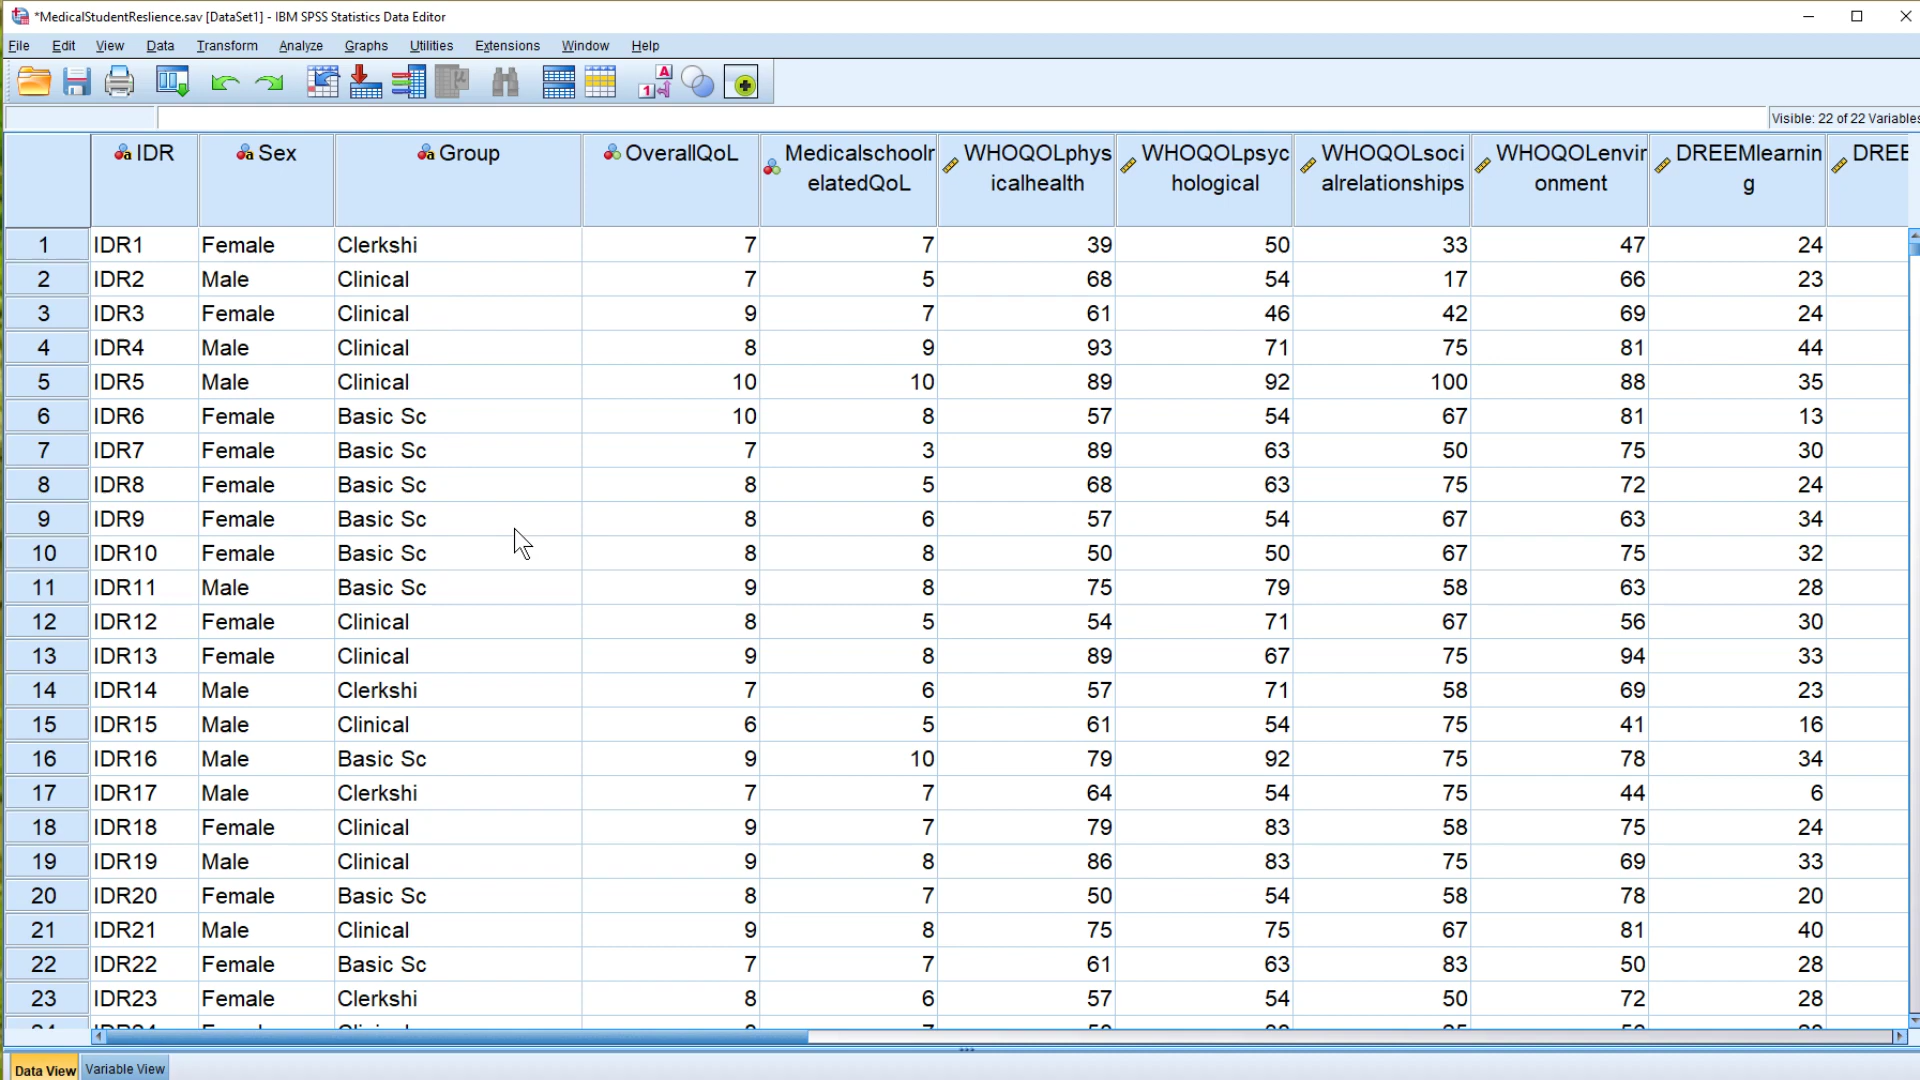 *MedicalStudentReslience.sav [DataSet1] - IBM SPSS Statistics Data Editor
File Edit View Data Transform Analyze Graphs Utilities Extensions Window Help
Visible: 22 of 22 Variables
IDR Sex Group OverallQoL Medicalschoolr WHOQOLphys WHOQOLpsyc WHOQOLsoci WHOQOLenvir DREEMlearnin DREE
elatedQoL icalhealth hological alrelationships onment g
1 IDR1 Female Clerkshi 7 7 39 50 33 47 24
2 IDR2 Male Clinical 7 5 68 54 17 66 23
3 IDR3 Female Clinical 9 7 61 46 42 69 24
4 IDR4 Male Clinical 8 9 93 71 75 81 44
5 IDR5 Male Clinical 10 10 89 92 100 88 35
6 IDR6 Female Basic Sc 10 8 57 54 67 81 13
7 IDR7 Female Basic Sc 7 3 89 63 50 75 30
8 IDR8 Female Basic Sc 8 5 68 63 75 72 24
9 IDR9 Female Basic Sc 8 6 57 54 67 63 34
10 IDR10 Female Basic Sc 8 8 50 50 67 75 32
11 IDR11 Male Basic Sc 9 8 75 79 58 63 28
12 IDR12 Female Clinical 8 5 54 71 67 56 30
13 IDR13 Female Clinical 9 8 89 67 75 94 33
14 IDR14 Male Clerkshi 7 6 57 71 58 69 23
15 IDR15 Male Clinical 6 5 61 54 75 41 16
16 IDR16 Male Basic Sc 9 10 79 92 75 78 34
17 IDR17 Male Clerkshi 7 7 64 54 75 44 6
18 IDR18 Female Clinical 9 7 79 83 58 75 24
19 IDR19 Male Clinical 9 8 86 83 75 69 33
20 IDR20 Female Basic Sc 8 7 50 54 58 78 20
21 IDR21 Male Clinical 9 8 75 75 67 81 40
22 IDR22 Female Basic Sc 7 7 61 63 83 50 28
23 IDR23 Female Clerkshi 8 6 57 54 50 72 28
Data View Variable View